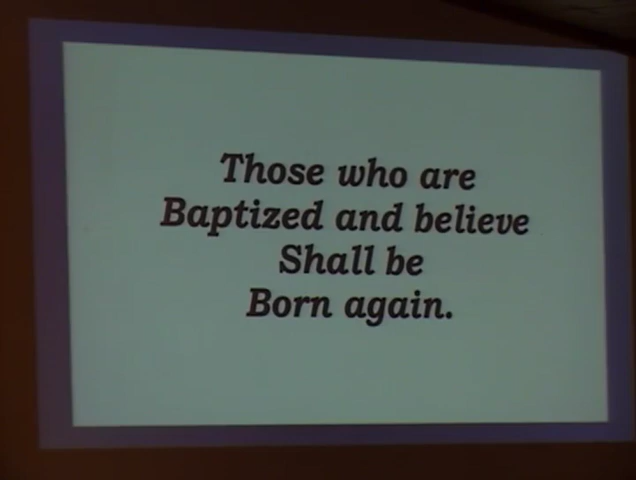 Those who are
Baptized and believe
Shall be
Born again.